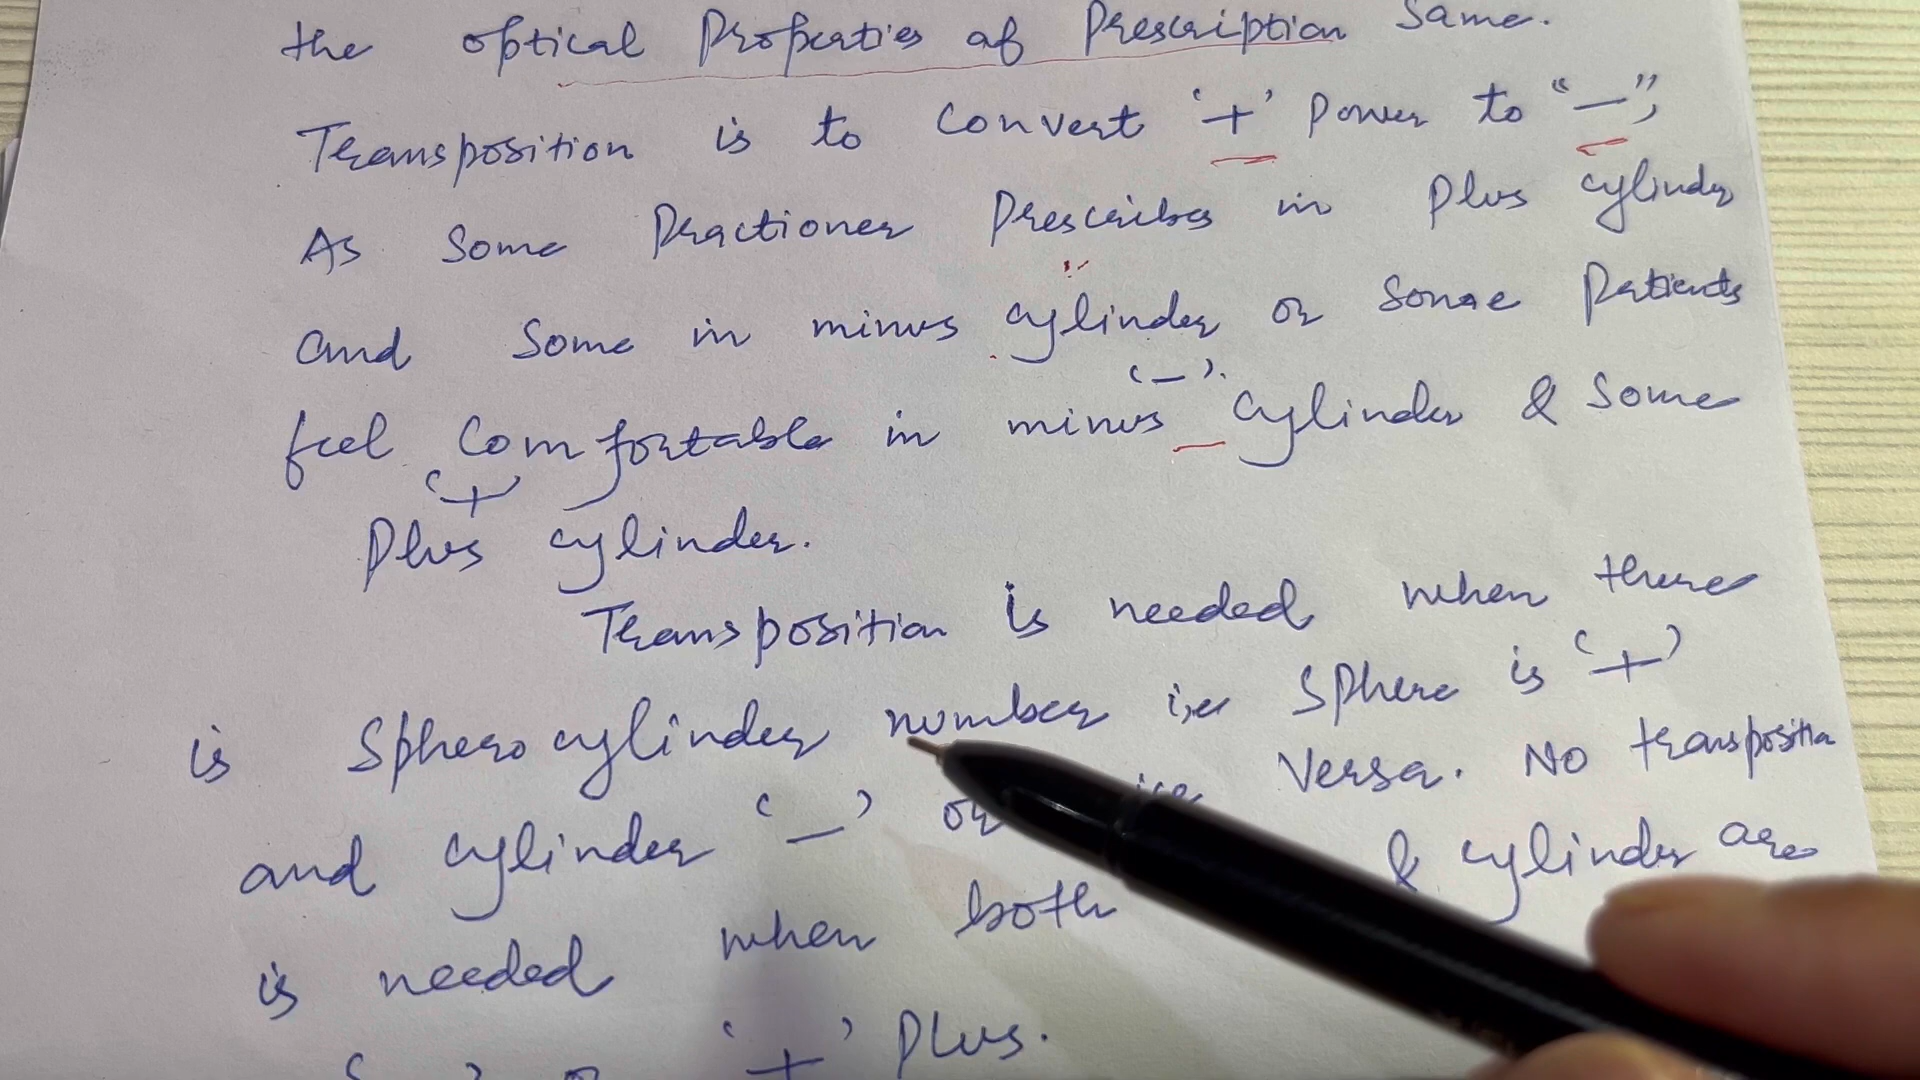 the optical Properties of Prescription Same.
Transposition is to convert '+' Power to "—",
As Some Practioner Prescribes in Plus cylinder
and Some in minus cylinder or Some Patients
(—).
feel Comfortable in minus cylinder & Some
'+'
Plus cylinder.
Transposition is needed when there
is Spherocylinder number i.e Sphere is '+'
and cylinder '—' or Versa. No transposition
is needed when both & cylinder are
'+' Plus.